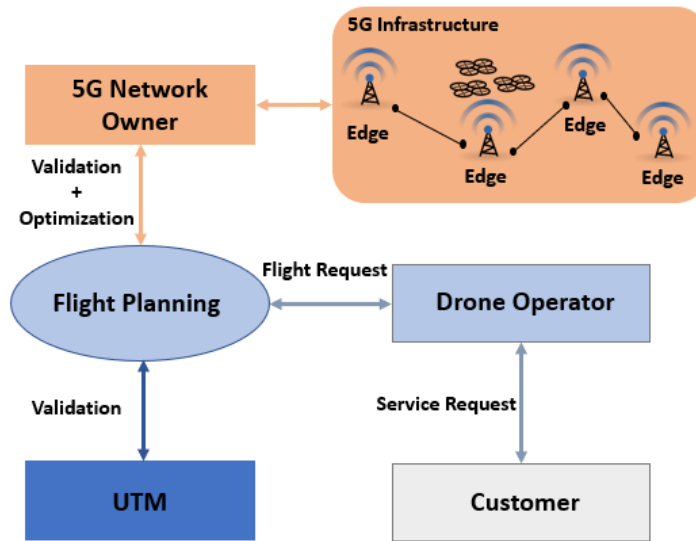 5G Infrastructure
5G Network
Owner
Edge
Edge
Edge
Edge
Validation
+
Optimization
Flight Request
Flight Planning
Drone Operator
Validation
Service Request
UTM
Customer